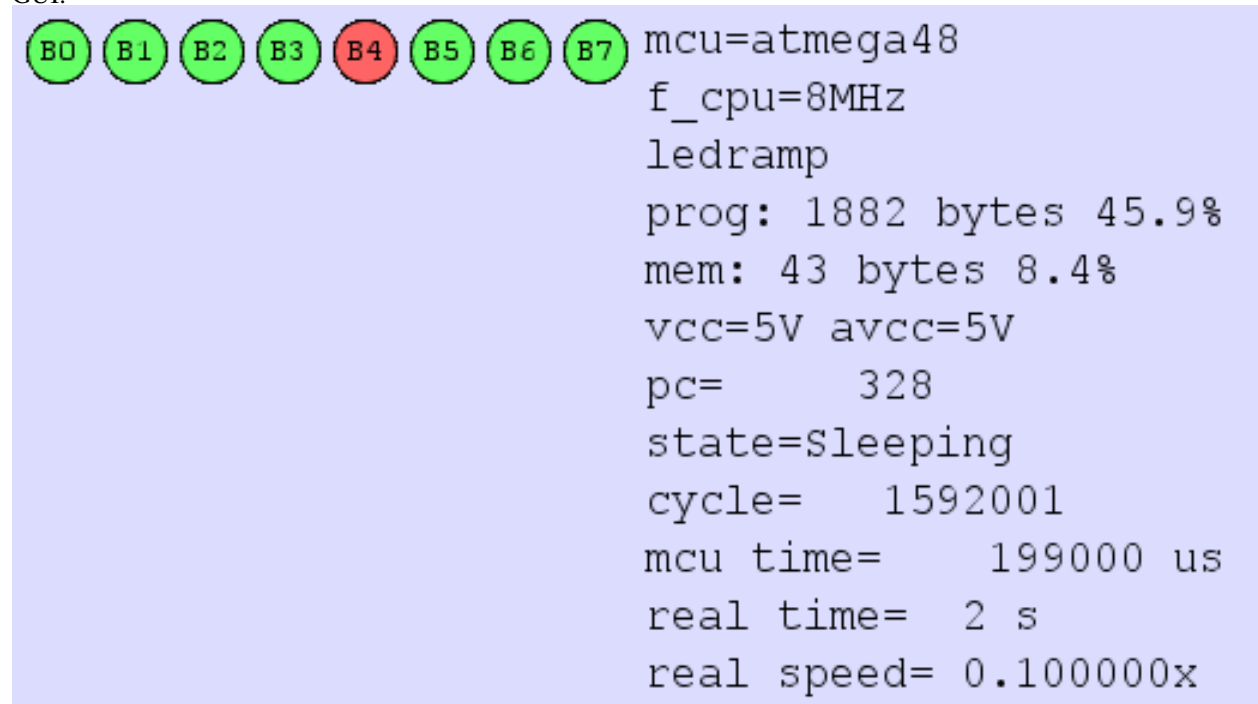 GUI.
B0 B1 B2 B3 B4 B5 B6 B7 mcu=atmega48
f_cpu=8MHz
ledramp
prog: 1882 bytes 45.9%
mem: 43 bytes 8.4%
vcc=5V avcc=5V
pc= 328
state=Sleeping
cycle= 1592001
mcu time= 199000 us
real time= 2 s
real speed= 0.100000x